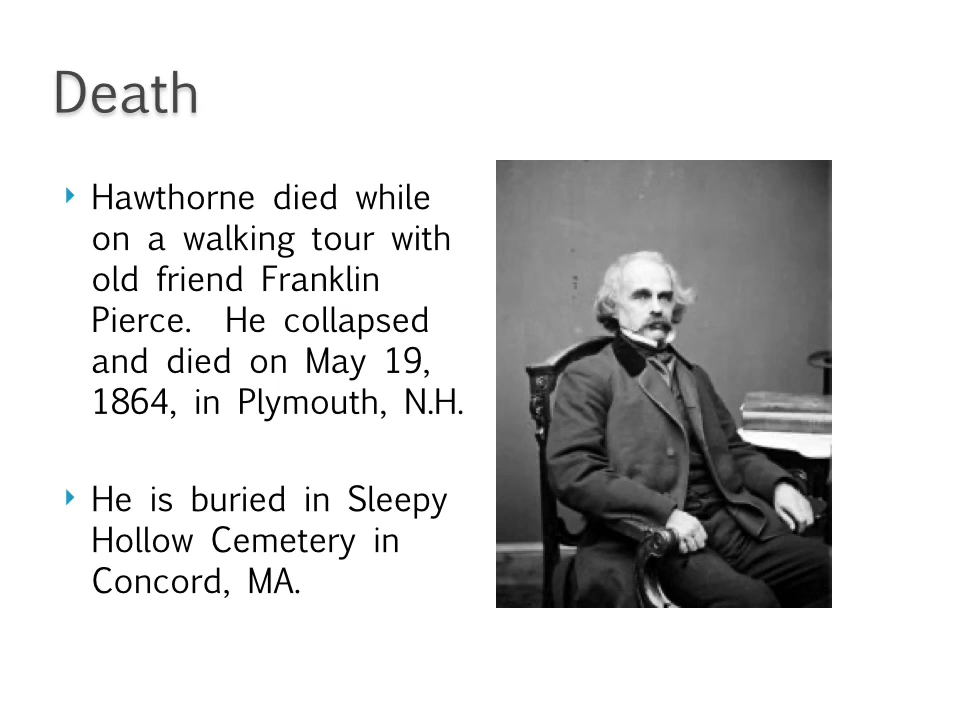 Death
Hawthorne died while
on a walking tour with
old friend Franklin
Pierce. He collapsed
and died on May 19,
1864, in Plymouth, N.H.
He is buried in Sleepy
Hollow Cemetery in
Concord, MA.